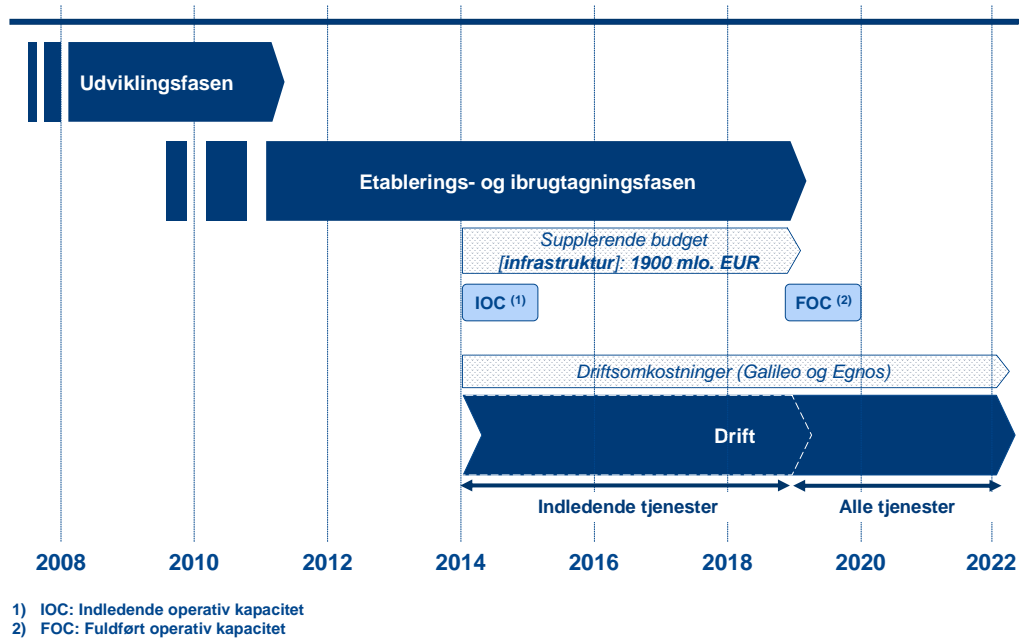 Udviklingsfasen
Etablerings- og ibrugtagningsfasen
Supplerende budget
[infrastruktur]: 1900 mlo. EUR
IOC (1)
FOC (2)
Driftsomkostninger (Galileo og Egnos)
Drift
Indledende tjenester
Alle tjenester
2008 2010 2012 2014 2016 2018 2020 2022
1) IOC: Indledende operativ kapacitet
2) FOC: Fuldført operativ kapacitet